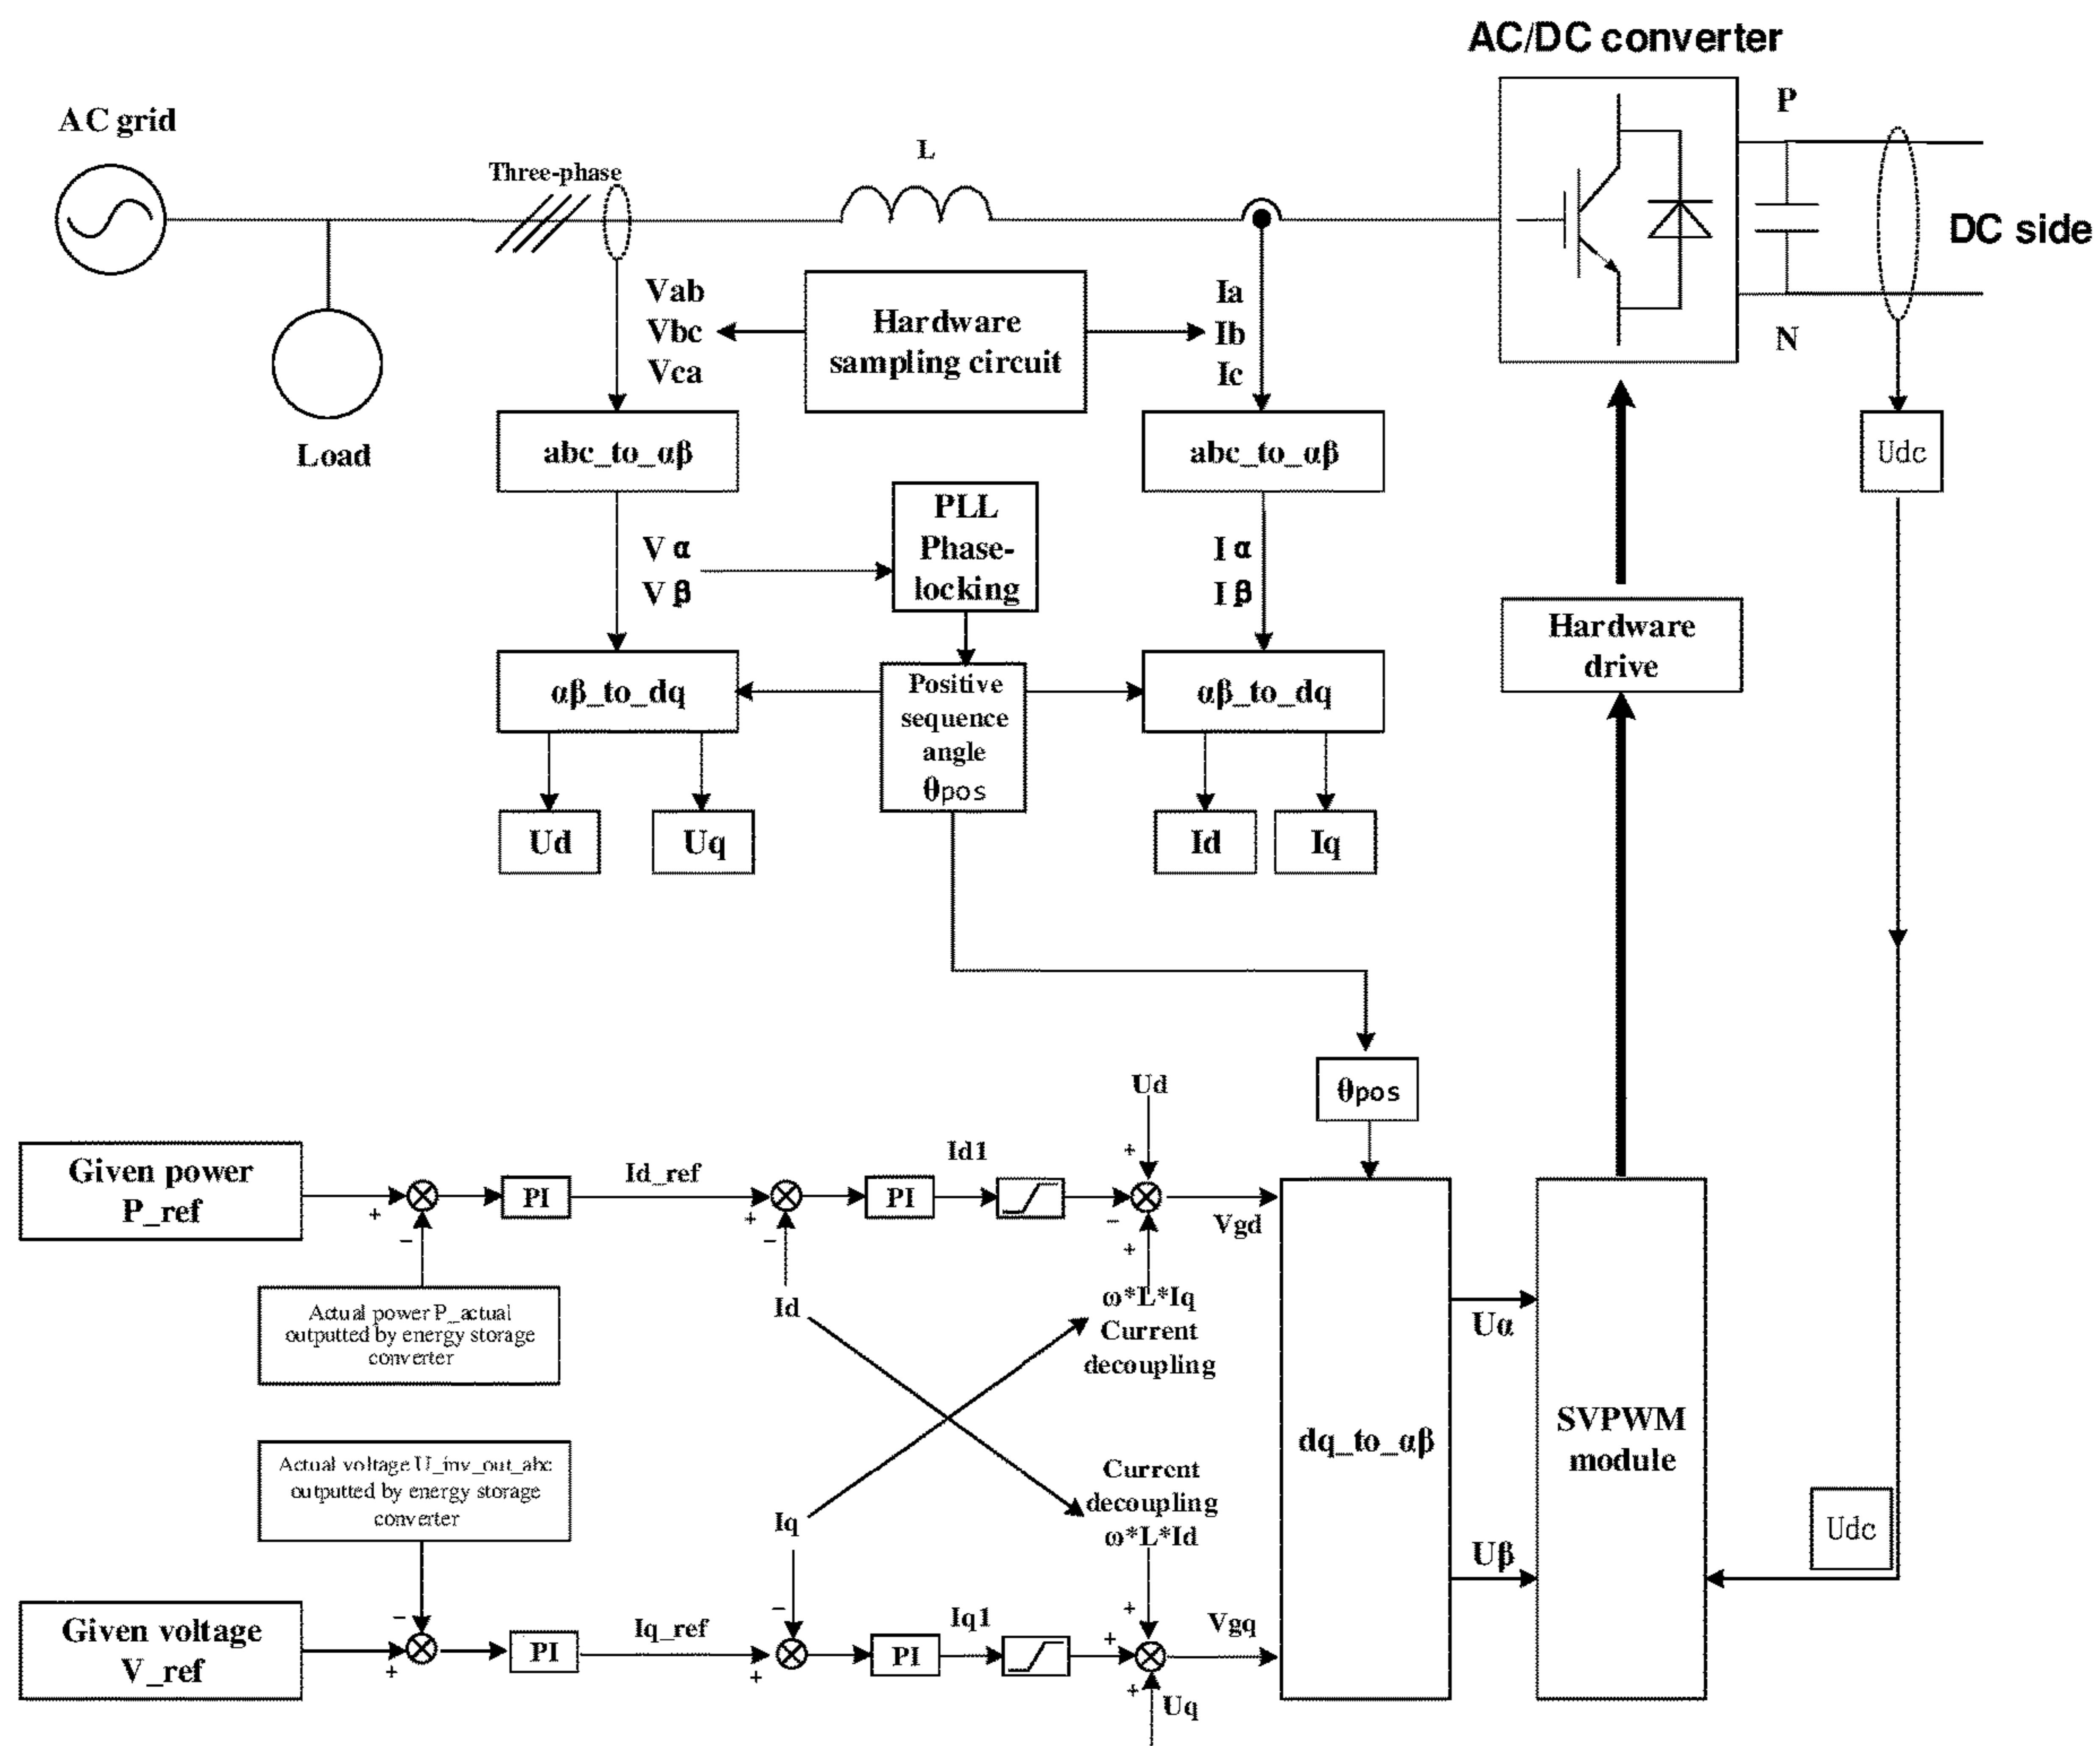 AC/DC converter
AC grid
Three-phase
L
P
DC side
N
Load
Vab
Vbc
Vca
Hardware
sampling circuit
Ia
Ib
Ic
abc_to_αβ
abc_to_αβ
Udc
PLL
Phase-
locking
V α
V β
I α
I β
Hardware
drive
αβ_to_dq
Positive
sequence
angle
θpos
αβ_to_dq
Ud
Uq
Id
Iq
θpos
Ud
+
Given power
P_ref
+
−
PI
Id_ref
+
−
PI
Id1
−
+
Vgd
Actual power P_actual
outputted by energy storage
converter
Id
ω*L*Iq
Current
decoupling
Uα
dq_to_αβ
SVPWM
module
Actual voltage U_inv_out_abc
outputted by energy storage
converter
Iq
Current
decoupling
ω*L*Id
Uβ
Udc
Given voltage
V_ref
−
+
PI
Iq_ref
−
+
PI
Iq1
+
+
+
Vgq
Uq